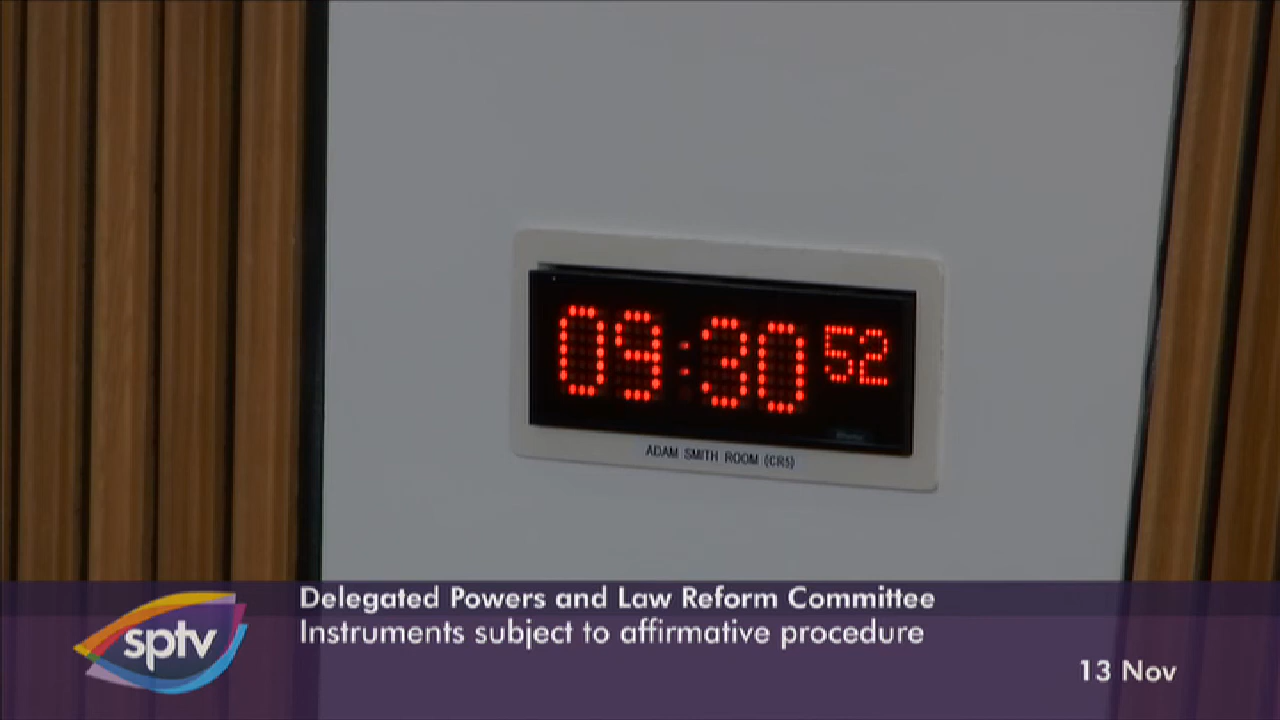 09:30 52
ADAM SMITH ROOM (CR5)
sptv
Delegated Powers and Law Reform Committee
Instruments subject to affirmative procedure
13 Nov